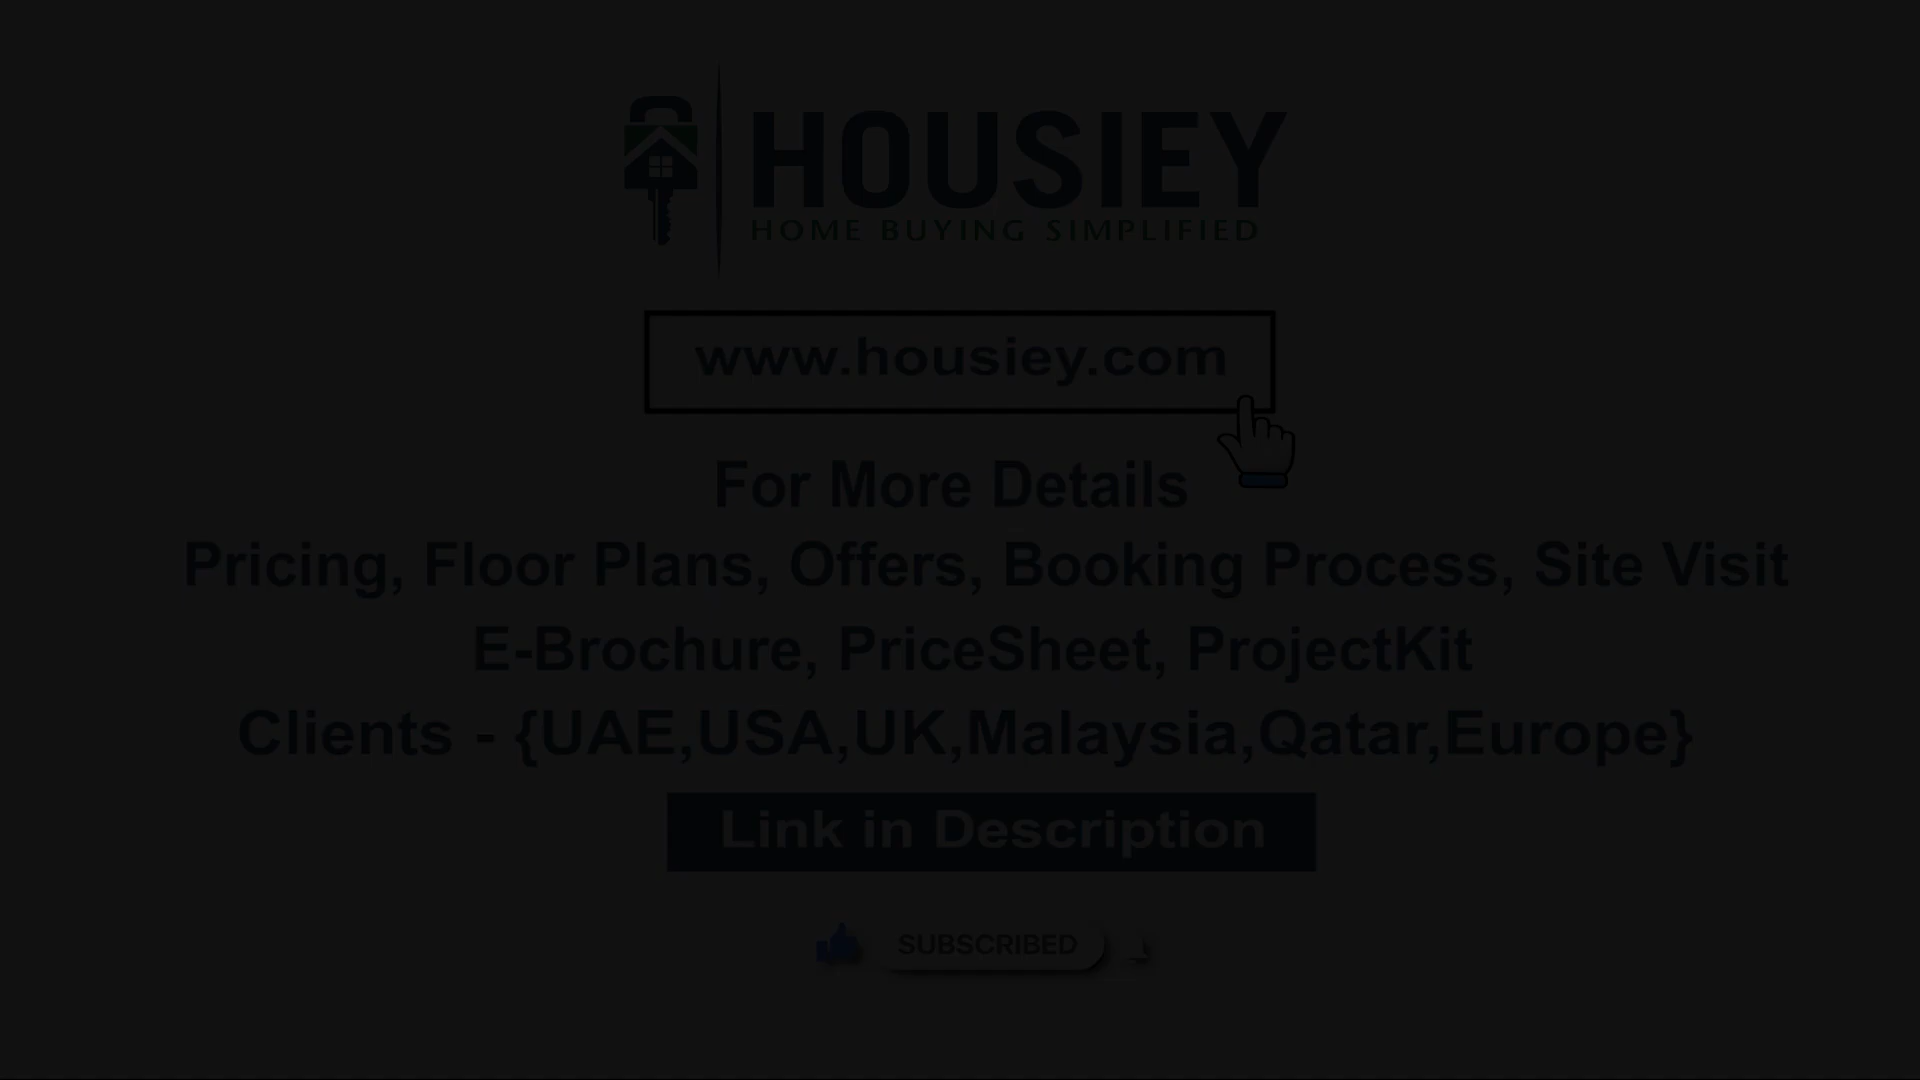 HOUSIEY
HOME BUYING SIMPLIFIED
www.housiey.com
For More Details
Pricing, Floor Plans, Offers, Booking Process, Site Visit
E-Brochure, PriceSheet, ProjectKit
Clients - {UAE,USA,UK,Malaysia,Qatar,Europe}
Link in Description
SUBSCRIBED